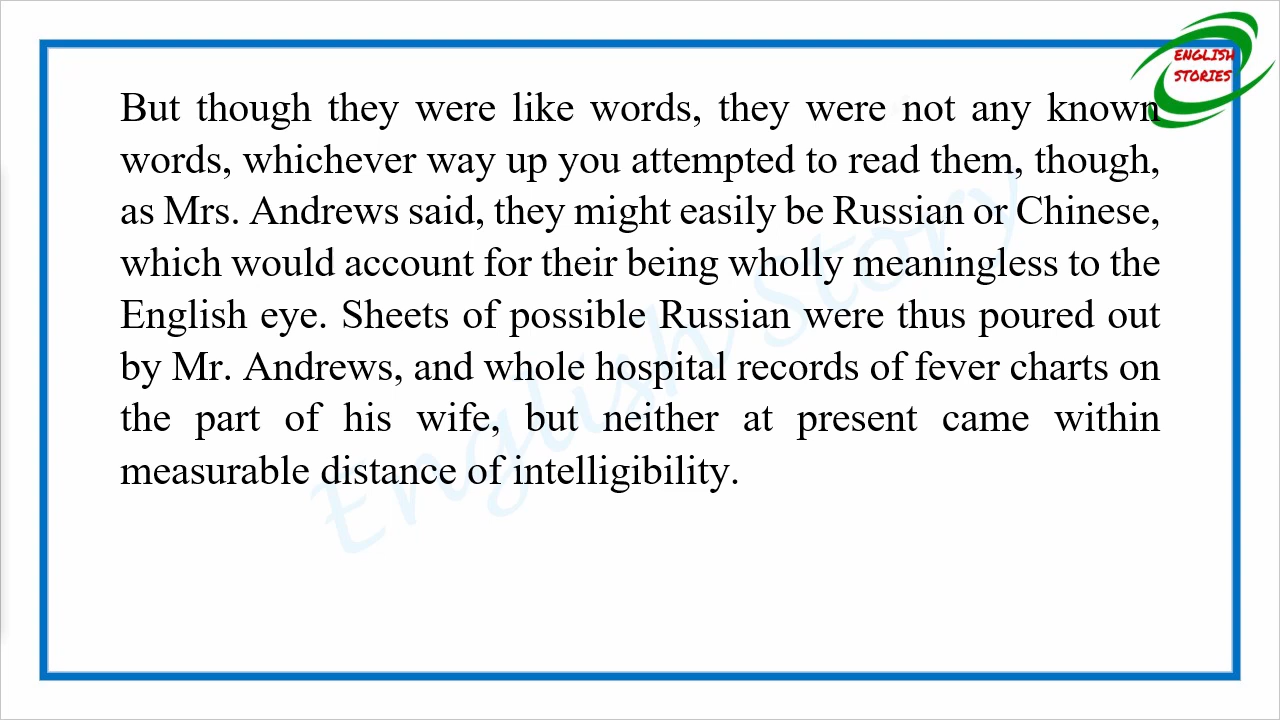 ENGLISH
STORIES
But though they were like words, they were not any known
words, whichever way up you attempted to read them, though,
as Mrs. Andrews said, they might easily be Russian or Chinese,
which would account for their being wholly meaningless to the
English eye. Sheets of possible Russian were thus poured out
by Mr. Andrews, and whole hospital records of fever charts on
the part of his wife, but neither at present came within
measurable distance of intelligibility.
English Story